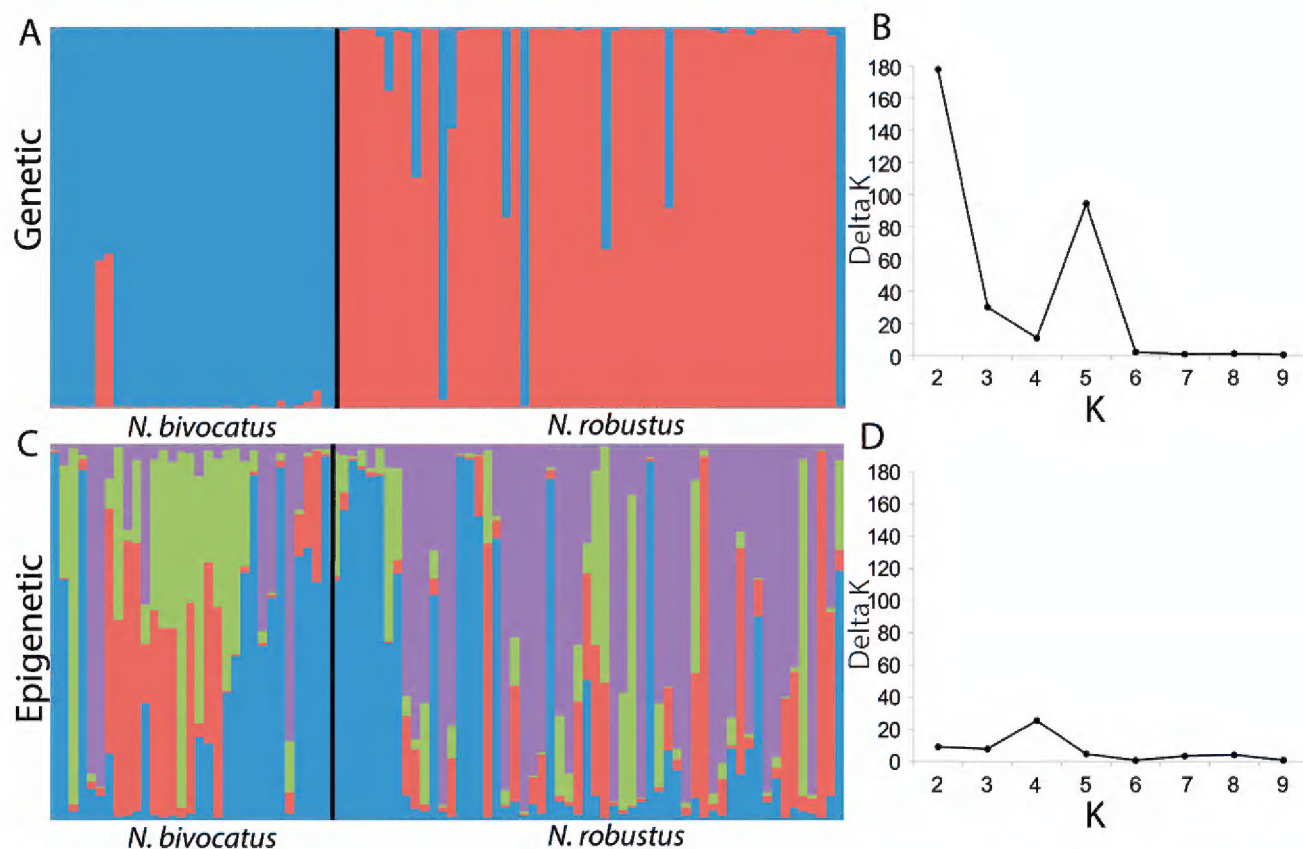 A
Genetic
N. bivocatus
N. robustus
B
Delta K
180
160
140
120
100
80
60
40
20
0
2 3 4 5 6 7 8 9
K
C
Epigenetic
N. bivocatus
N. robustus
D
Delta K
180
160
140
120
100
80
60
40
20
0
2 3 4 5 6 7 8 9
K